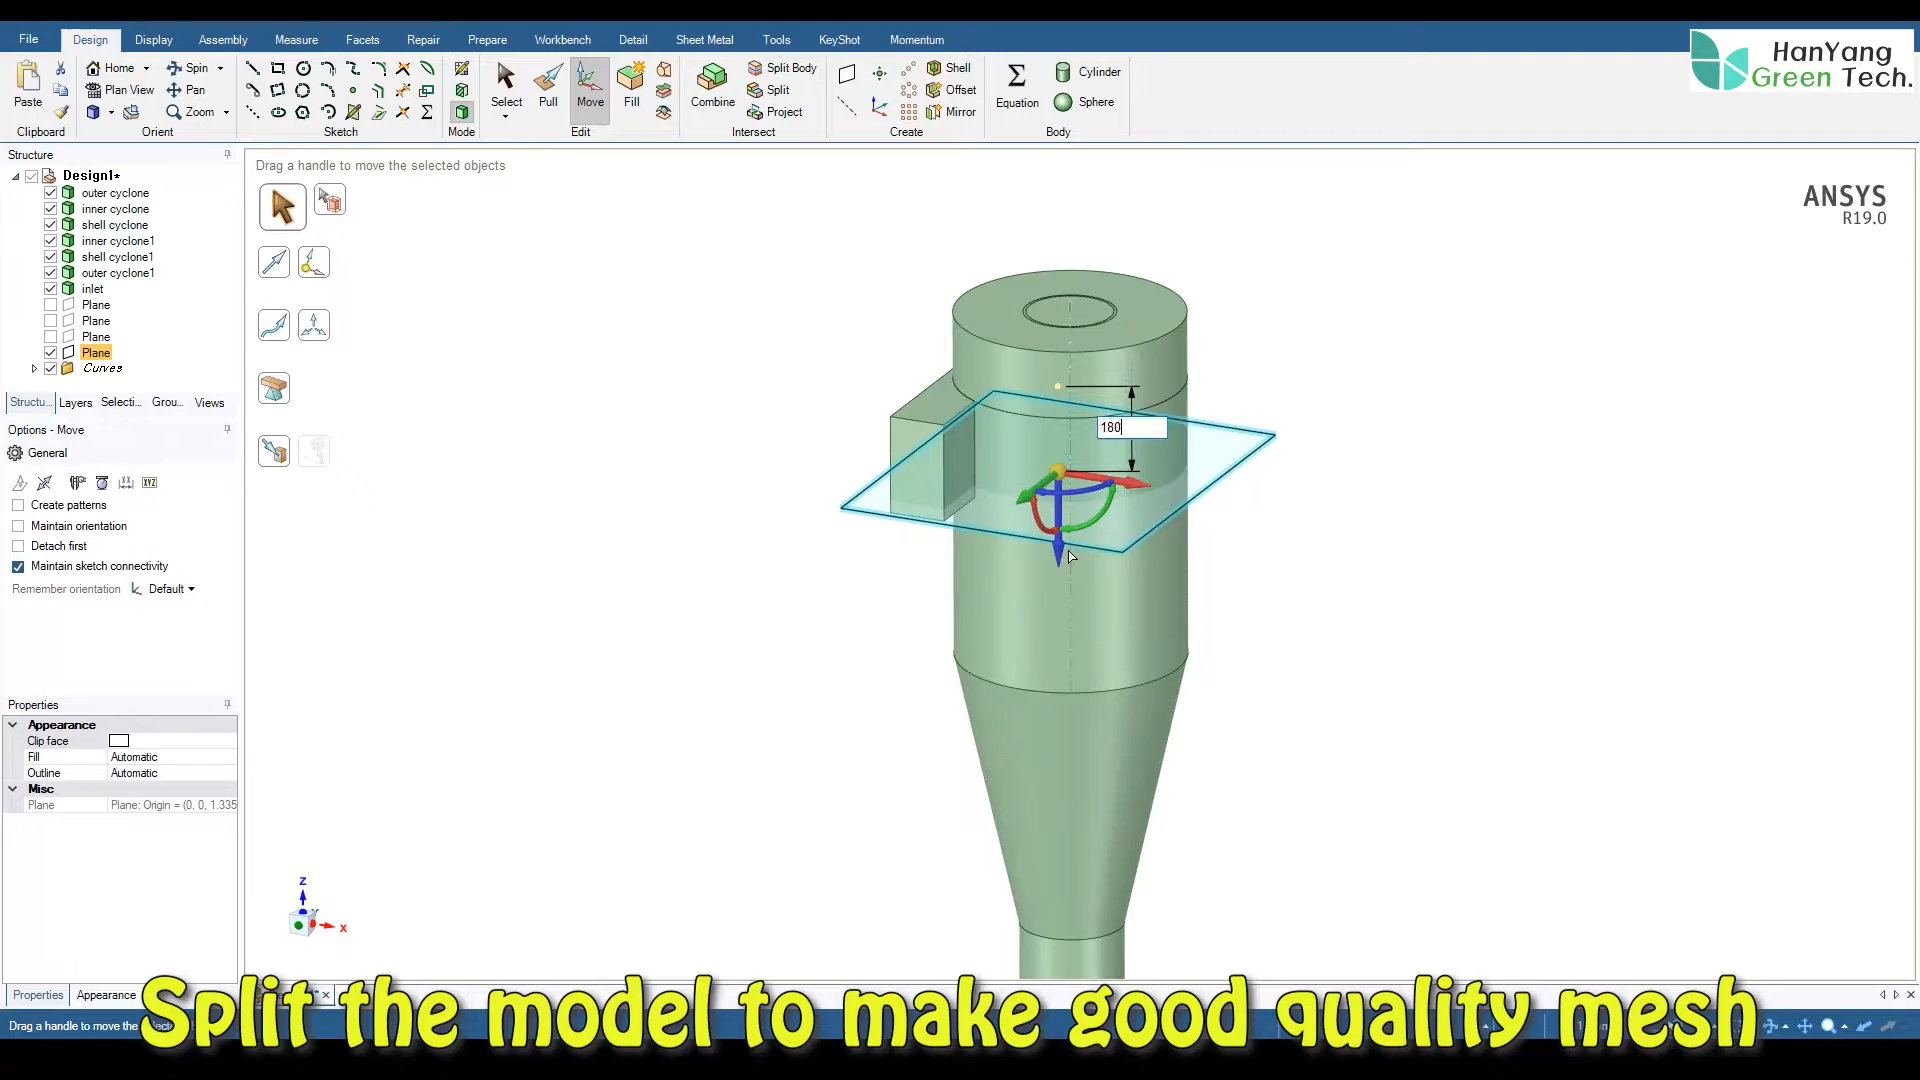 File Design Display Assembly Measure Facets Repair Prepare Workbench Detail Sheet Metal Tools KeyShot Momentum
HanYang
Green Tech.
Paste
Home Spin
Plan View Pan
Zoom
Select Pull Move Fill
Combine
Split Body
Split
Project
Shell
Offset
Mirror
Equation
Cylinder
Sphere
Clipboard Orient Sketch Mode Edit Intersect Create Body
Structure
Design1*
outer cyclone
inner cyclone
shell cyclone
inner cyclone1
shell cyclone1
outer cyclone1
inlet
Plane
Plane
Plane
Plane
Curves
Structu... Layers Selecti... Grou... Views
Options - Move
General
XYZ
Create patterns
Maintain orientation
Detach first
Maintain sketch connectivity
Remember orientation Default
Properties
Appearance
Clip face
Fill Automatic
Outline Automatic
Misc
Plane Plane: Origin = (0, 0, 1.335
Properties Appearance
Drag a handle to move the selected objects
ANSYS
R19.0
180
Z
X
Drag a handle to move the
Split the model to make good quality mesh